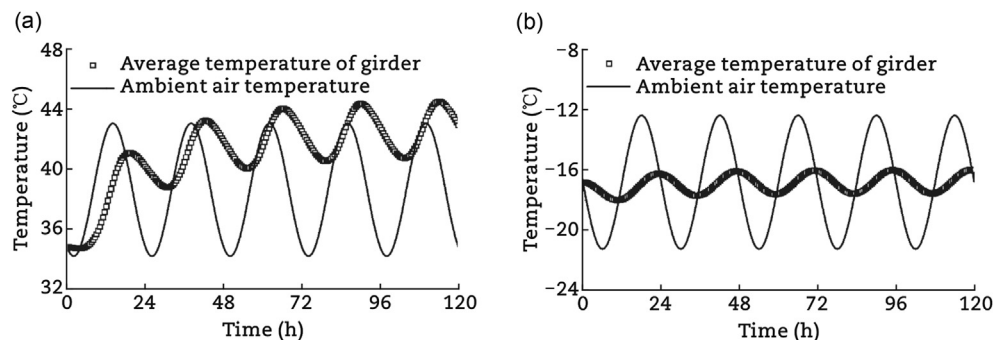 (a)
48
44
40
36
32
Temperature (℃)
Average temperature of girder
Ambient air temperature
0 24 48 72 96 120
Time (h)
(b)
−8
−12
−16
−20
−24
Temperature (℃)
Average temperature of girder
Ambient air temperature
0 24 48 72 96 120
Time (h)